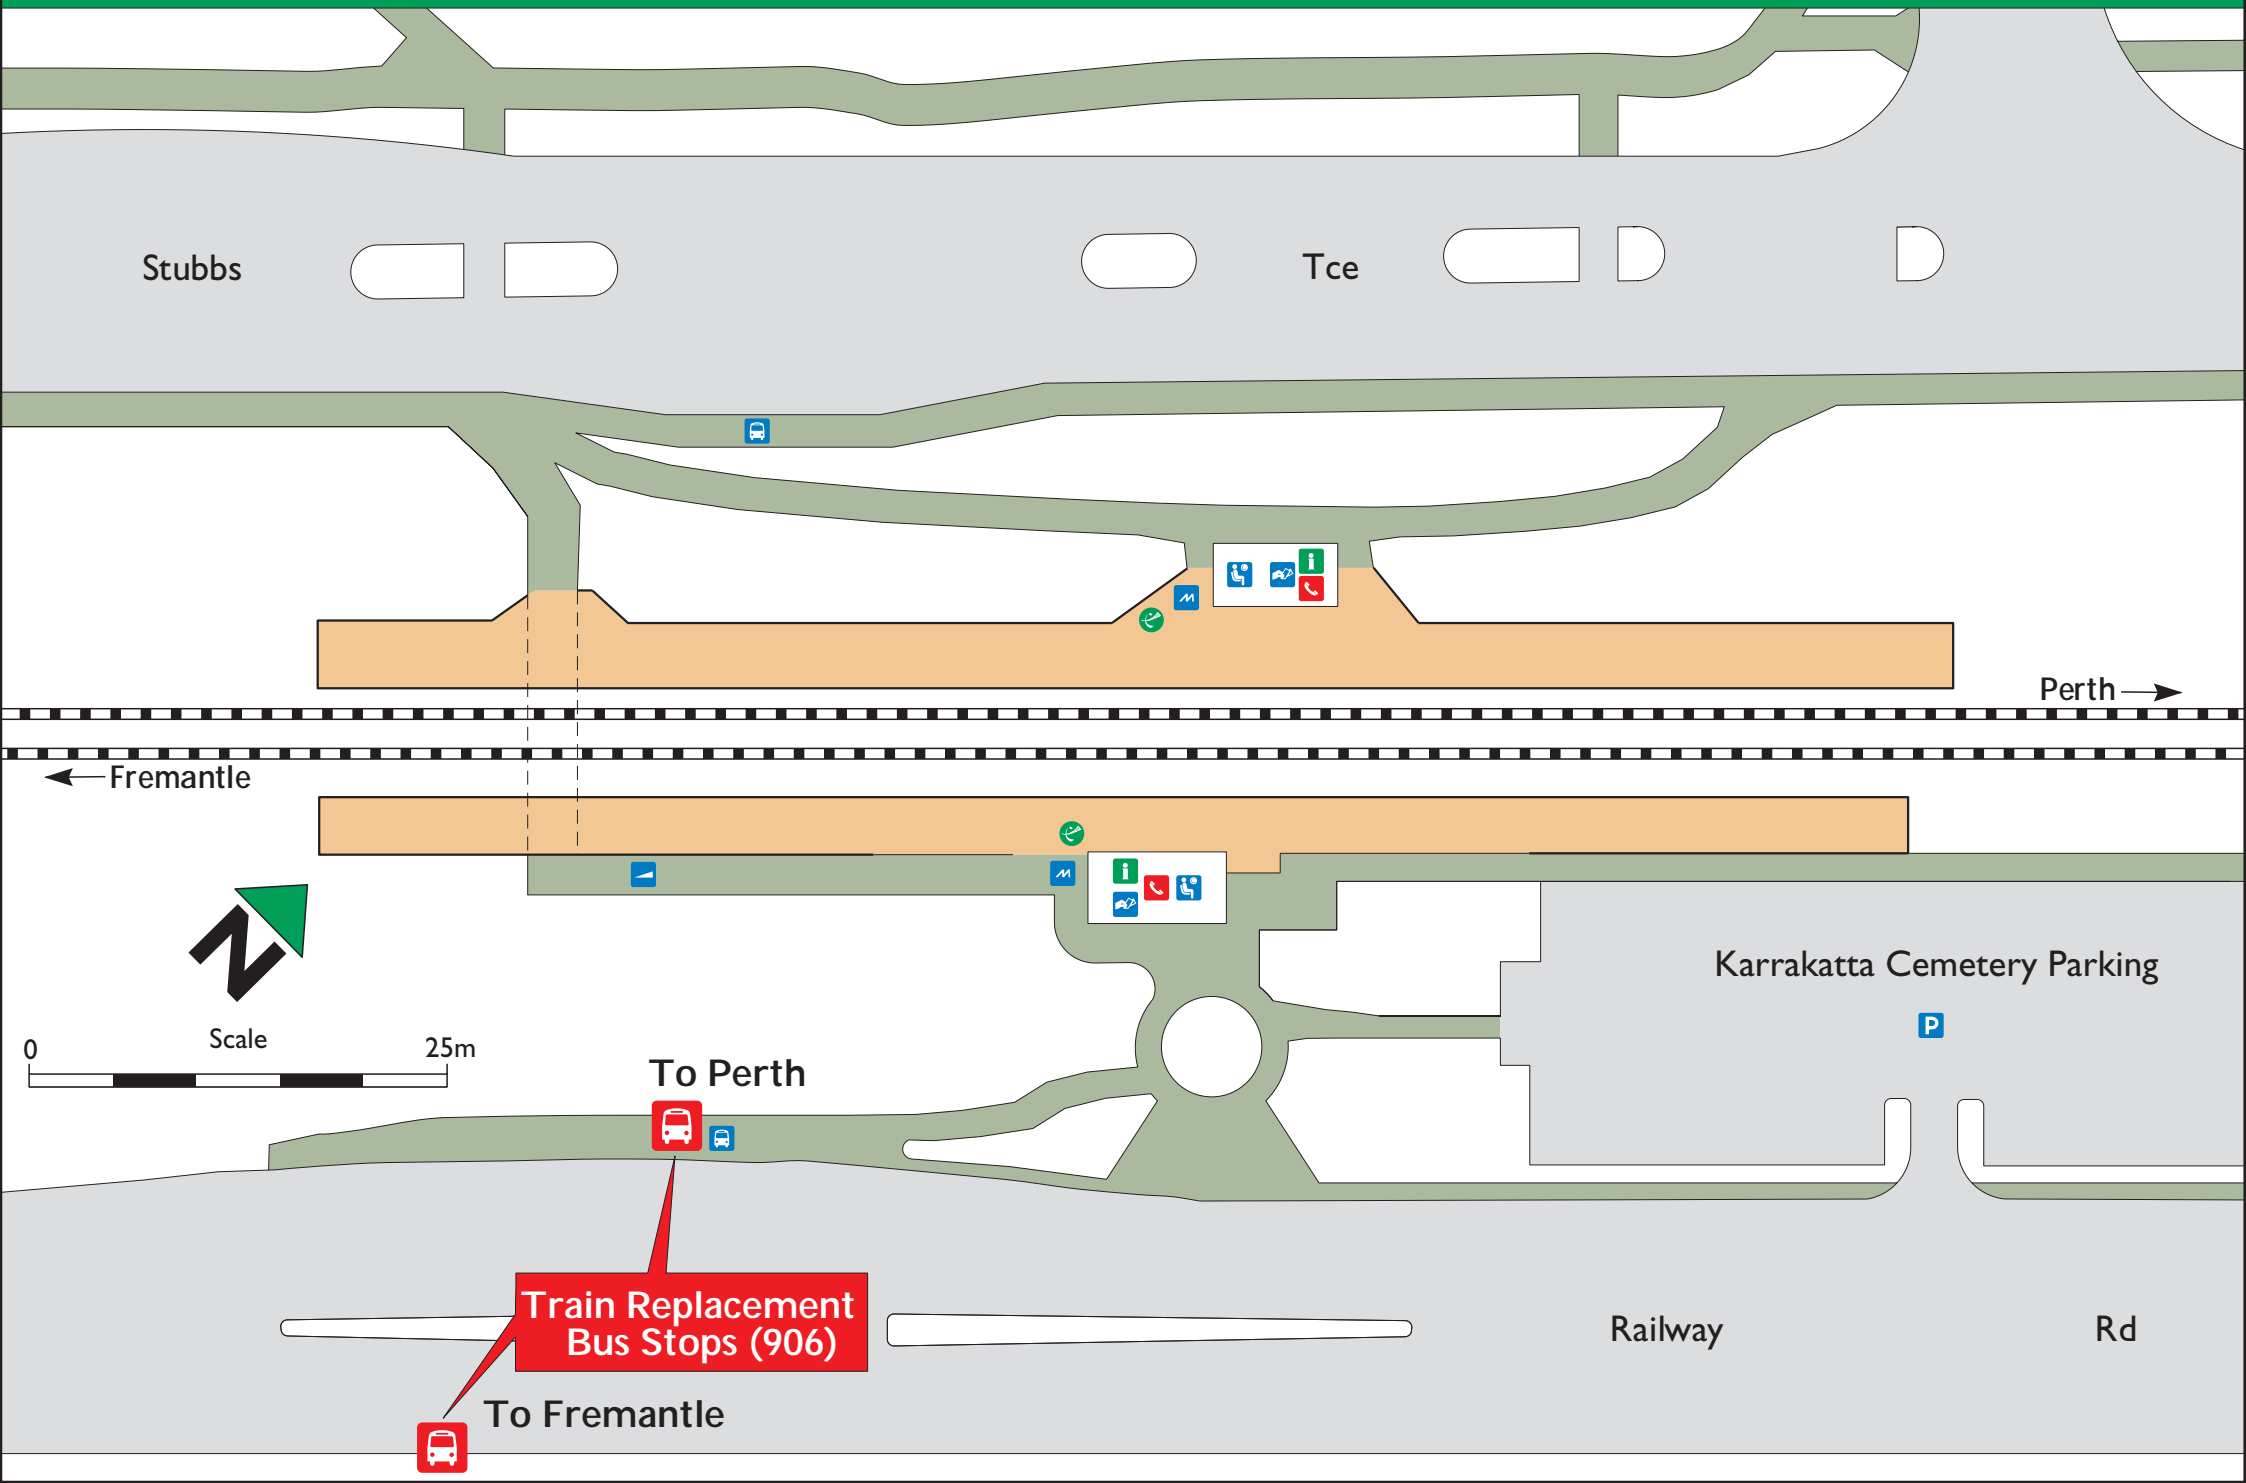 Stubbs
Tce
Perth
Fremantle
N
Karrakatta Cemetery Parking
P
Scale
0
25m
To Perth
Train Replacement
Bus Stops (906)
Railway
Rd
To Fremantle